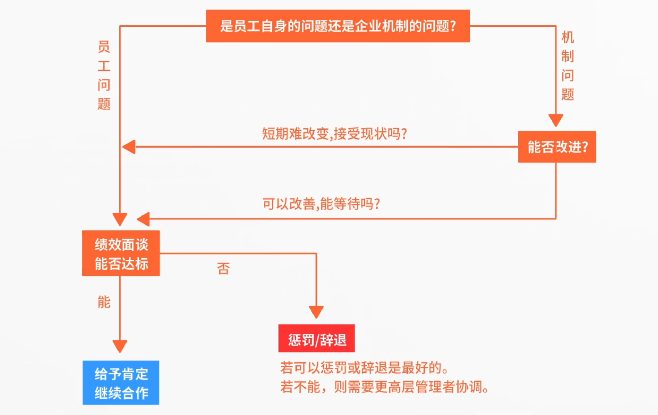 是员工自身的问题还是企业机制的问题?
员工问题
机制问题
短期难改变,接受现状吗?
能否改进?
可以改善,能等待吗?
绩效面谈
能否达标
否
能
惩罚/辞退
给予肯定
继续合作
若可以惩罚或辞退是最好的。
若不能，则需要更高层管理者协调。